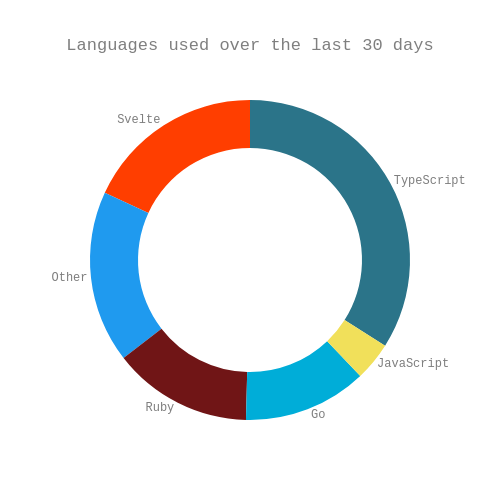 Languages used over the last 30 days
Svelte
TypeScript
Other
JavaScript
Ruby
Go